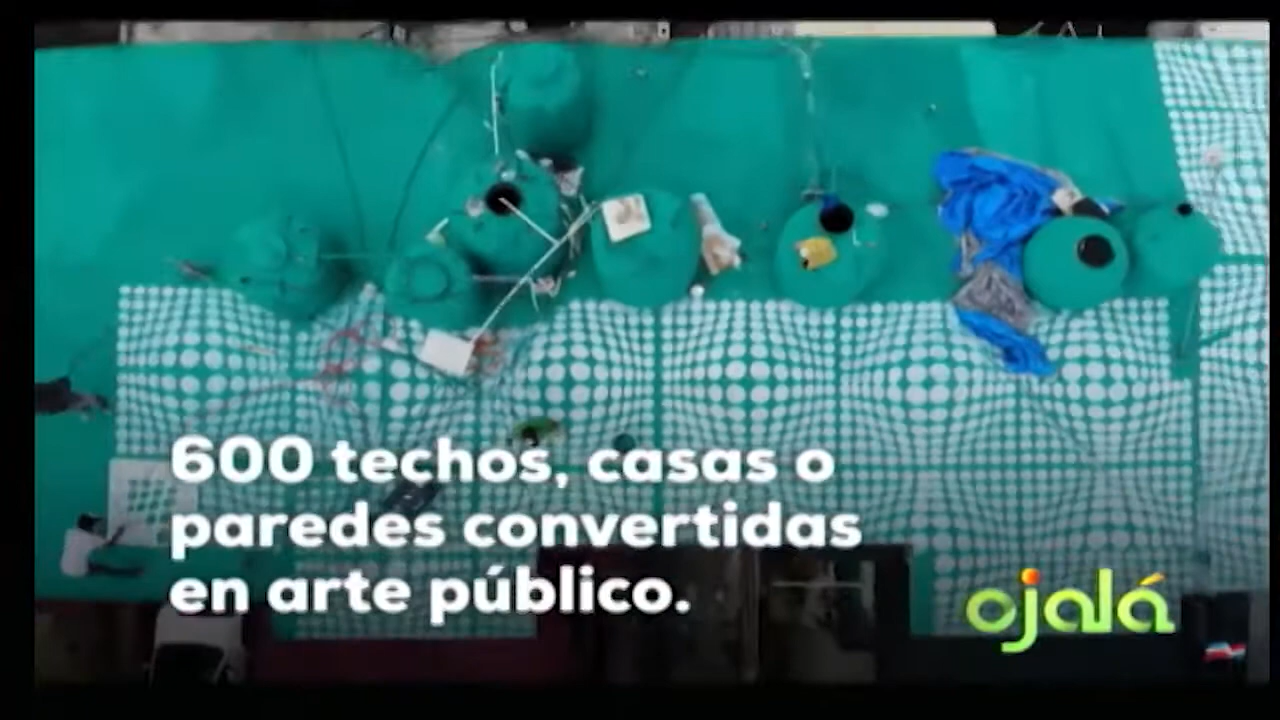 600 techos, casas o
paredes convertidas
en arte público.
ojalá